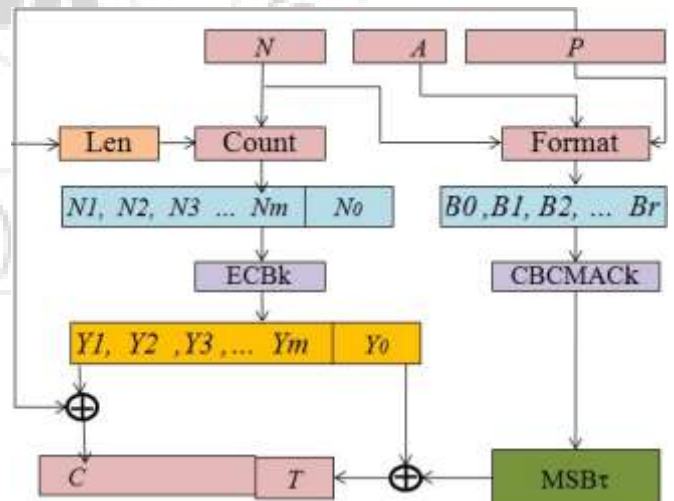 N A P
Len Count Format
N1, N2, N3 ... Nm N0 B0 ,B1, B2, ... Br
ECBk CBCMACk
Y1, Y2 ,Y3 ,... Ym Y0
C T MSBτ